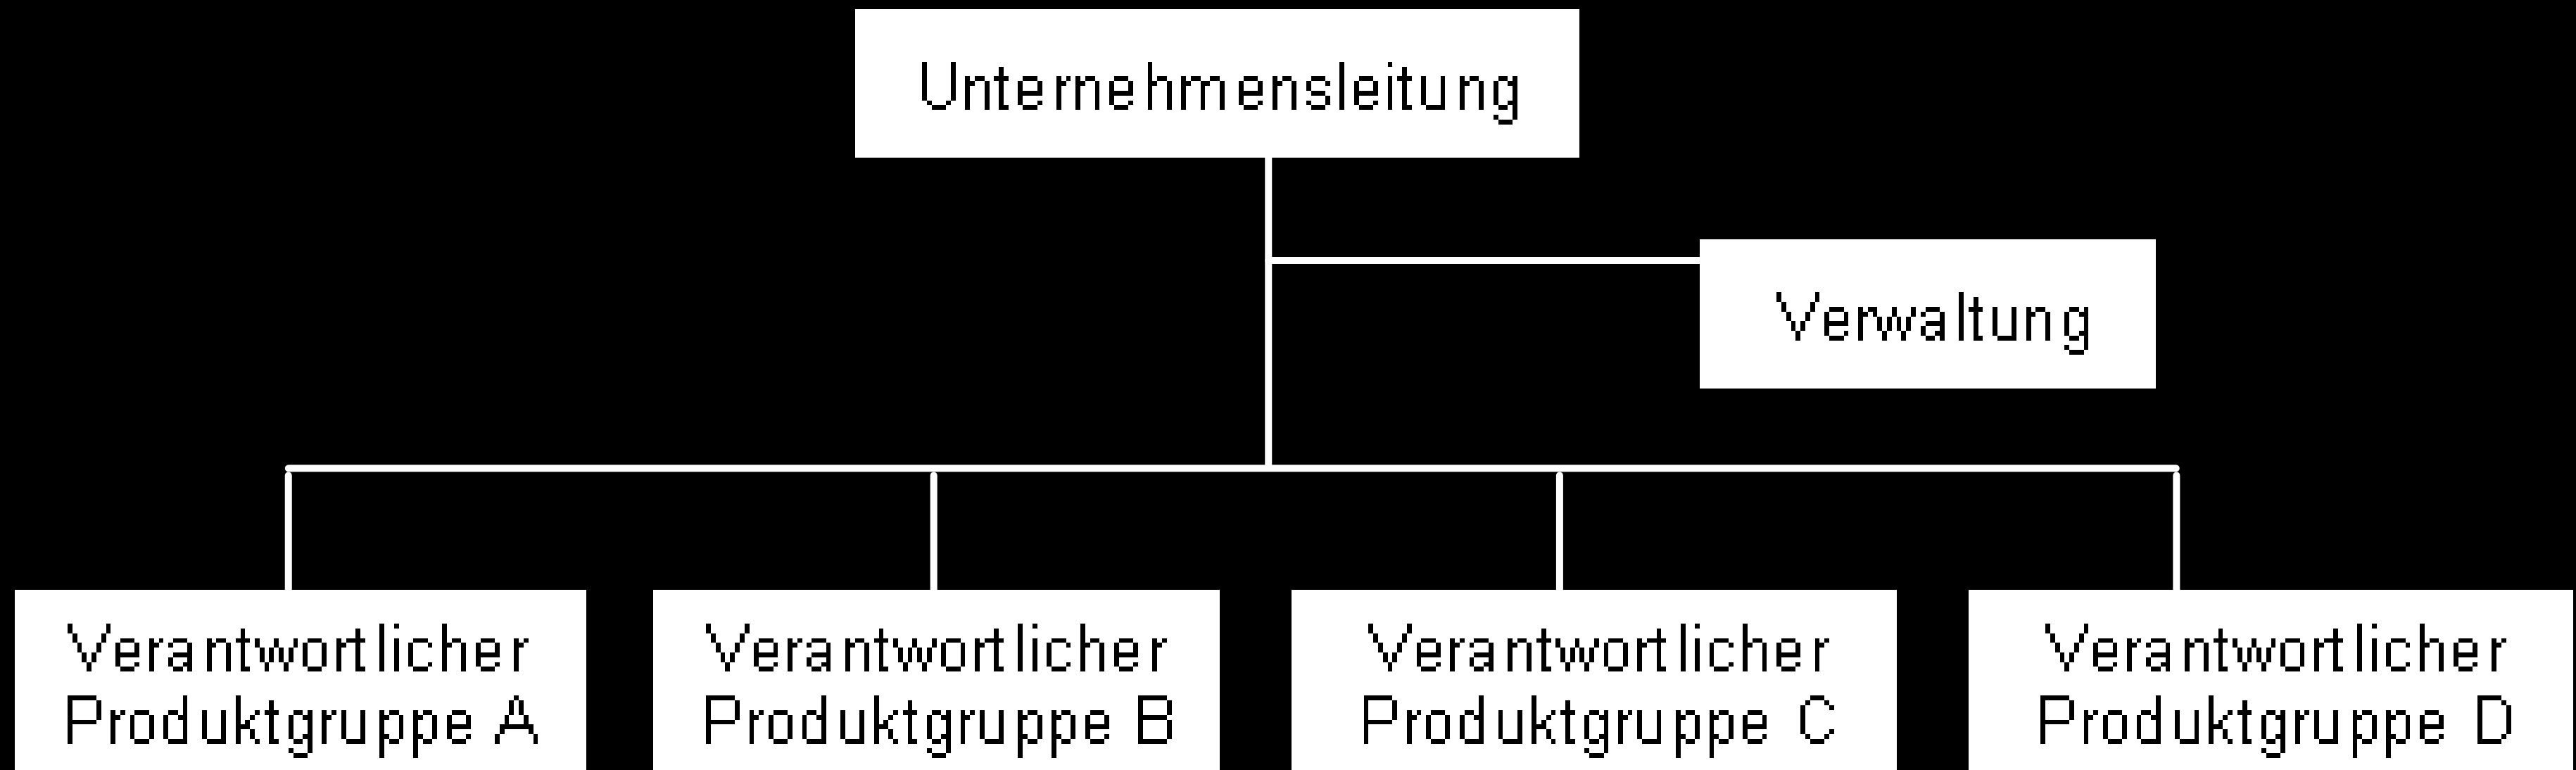 Unternehmensleitung
Verwaltung
Verantwortlicher
Produktgruppe A
Verantwortlicher
Produktgruppe B
Verantwortlicher
Produktgruppe C
Verantwortlicher
Produktgruppe D